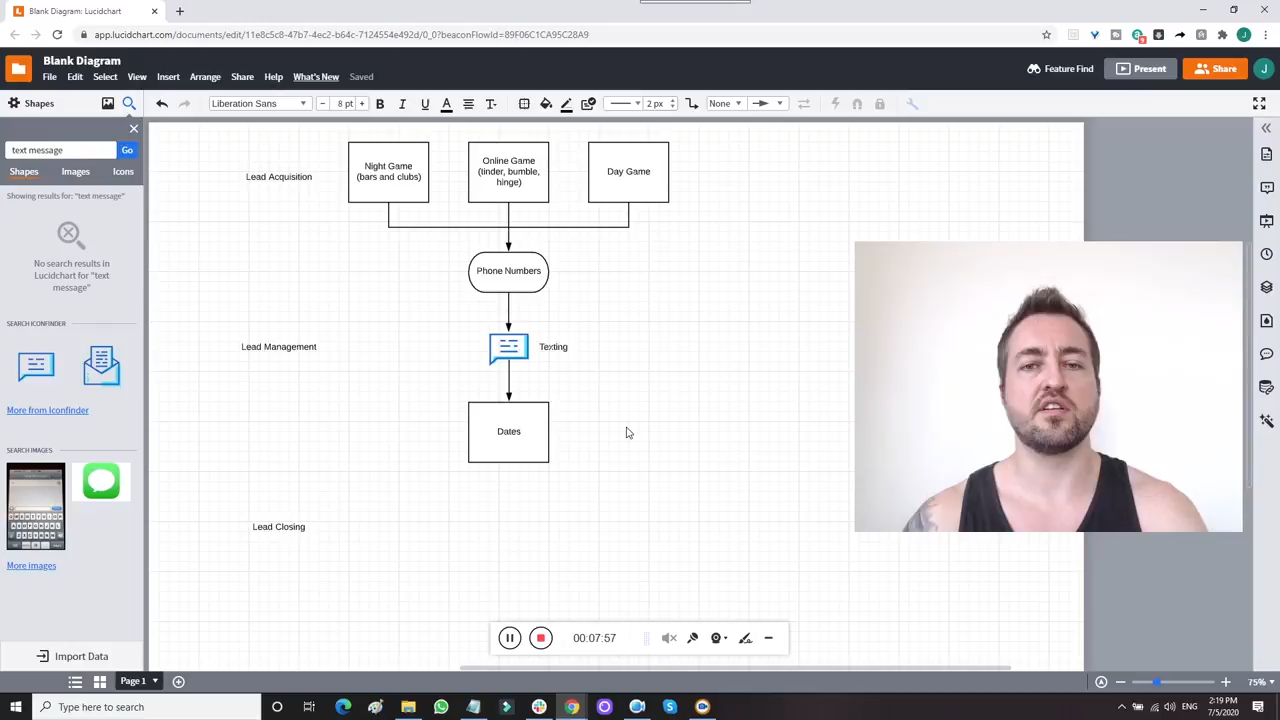 Blank Diagram: Lucidchart
app.lucidchart.com/documents/edit/11e8c5c8-47b7-4ec2-b64c-7124554e492d/0_0?beaconFlowId=89F06C1CA95C28A9
Blank Diagram
File Edit Select View Insert Arrange Share Help What's New Saved
Feature Find
Present
Share
J
Shapes
Liberation Sans
8 pt
2 px
None
text message
Go
Shapes Images Icons
Showing results for: "text message"
No search results in
Lucidchart for "text
message"
SEARCH ICONFINDER
More from Iconfinder
SEARCH IMAGES
More images
Import Data
Lead Acquisition
Night Game
(bars and clubs)
Online Game
(tinder, bumble,
hinge)
Day Game
Phone Numbers
Lead Management
Texting
Dates
Lead Closing
00:07:57
Page 1
75%
Type here to search
ENG
2:19 PM
7/5/2020